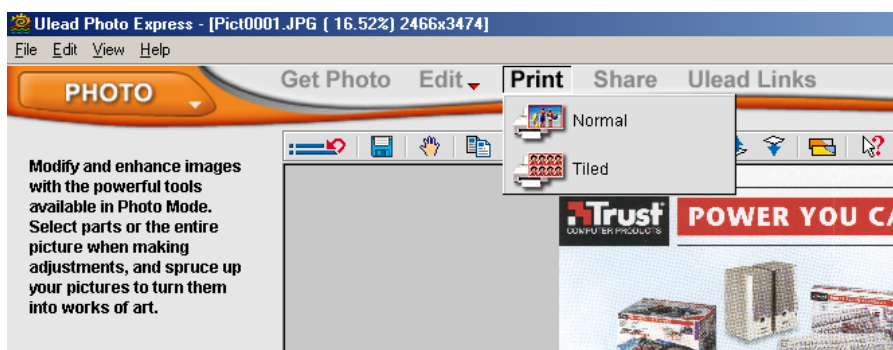 Ulead Photo Express - [Pict0001.JPG ( 16.52%) 2466x3474]
File Edit View Help
PHOTO
Get Photo Edit Print Share Ulead Links
Normal
Tiled
Modify and enhance images
with the powerful tools
available in Photo Mode.
Select parts or the entire
picture when making
adjustments, and spruce up
your pictures to turn them
into works of art.
Trust
COMPUTER PRODUCTS
POWER YOU CA